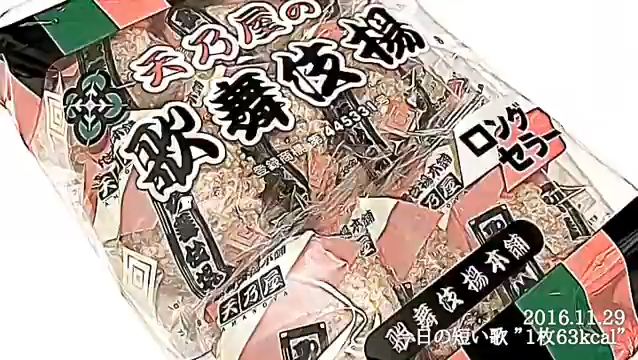 天乃屋の
歌舞伎揚
登録商標 第445331号
ロング
セラー
天乃屋
歌舞伎揚本舗
2016.11.29
今日の短い歌 ”1枚63kcal”